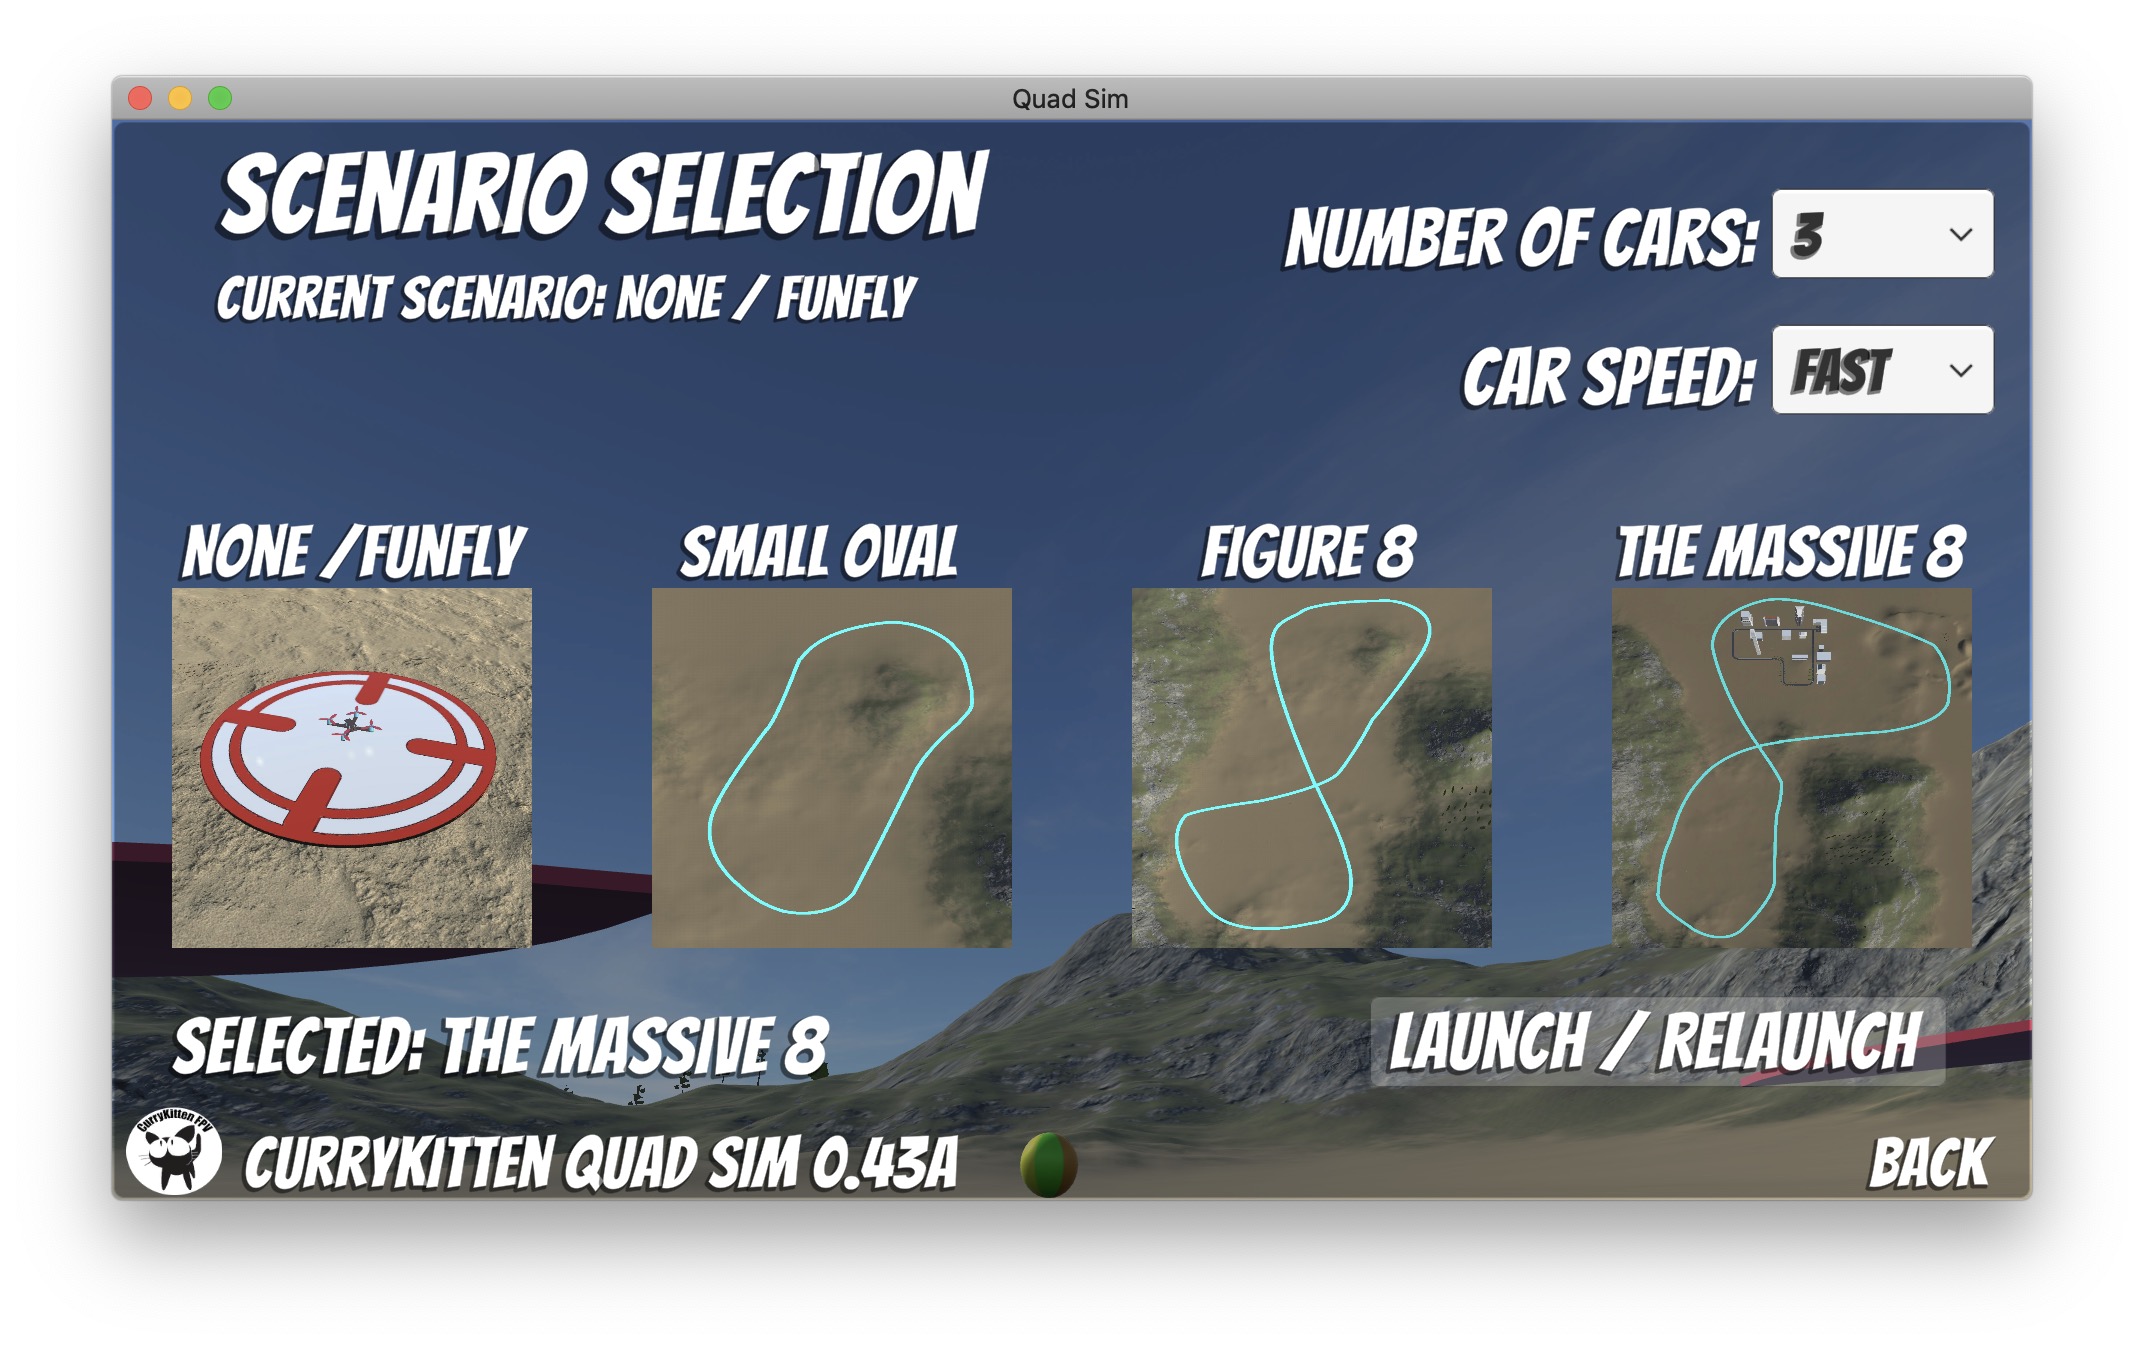 Quad Sim
SCENARIO SELECTION
CURRENT SCENARIO: NONE / FUNFLY
NUMBER OF CARS: 3
CAR SPEED: FAST
NONE /FUNFLY
SMALL OVAL
FIGURE 8
THE MASSIVE 8
SELECTED: THE MASSIVE 8
LAUNCH / RELAUNCH
CurryKitten FPV
CURRYKITTEN QUAD SIM 0.43A
BACK